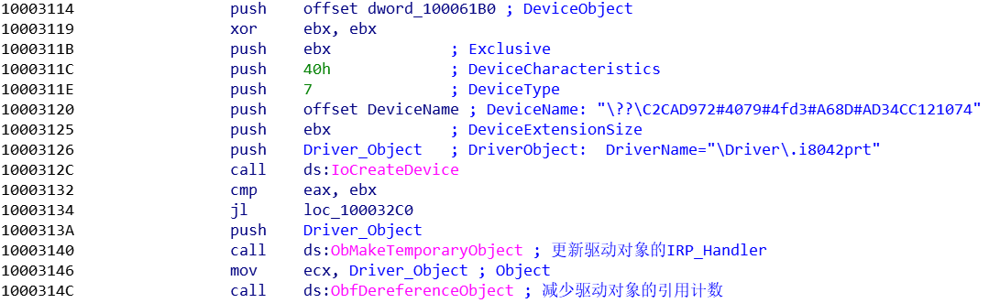 10003114 push offset dword_100061B0 ; DeviceObject
10003119 xor ebx, ebx
1000311B push ebx ; Exclusive
1000311C push 40h ; DeviceCharacteristics
1000311E push 7 ; DeviceType
10003120 push offset DeviceName ; DeviceName: "\??\C2CAD972#4079#4fd3#A68D#AD34CC121074"
10003125 push ebx ; DeviceExtensionSize
10003126 push Driver_Object ; DriverObject: DriverName="\Driver\.i8042prt"
1000312C call ds:IoCreateDevice
10003132 cmp eax, ebx
10003134 jl loc_100032C0
1000313A push Driver_Object
10003140 call ds:ObMakeTemporaryObject ; 更新驱动对象的IRP_Handler
10003146 mov ecx, Driver_Object ; Object
1000314C call ds:ObfDereferenceObject ; 减少驱动对象的引用计数